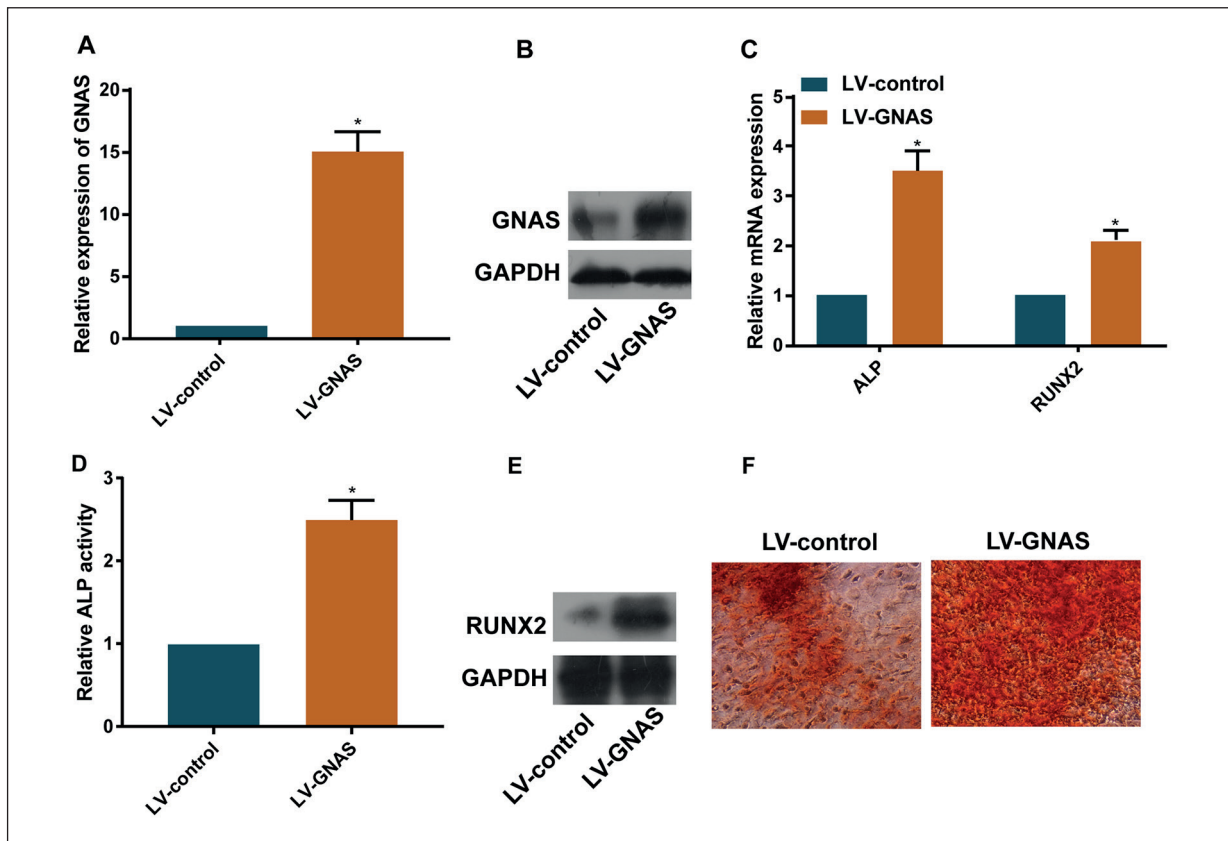 A
Relative expression of GNAS
20
15
10
5
0
*
LV-control
LV-GNAS
B
GNAS
GAPDH
LV-control
LV-GNAS
C
LV-control
LV-GNAS
Relative mRNA expression
5
4
3
2
1
0
*
*
ALP
RUNX2
D
Relative ALP activity
3
2
1
0
*
LV-control
LV-GNAS
E
RUNX2
GAPDH
LV-control
LV-GNAS
F
LV-control
LV-GNAS